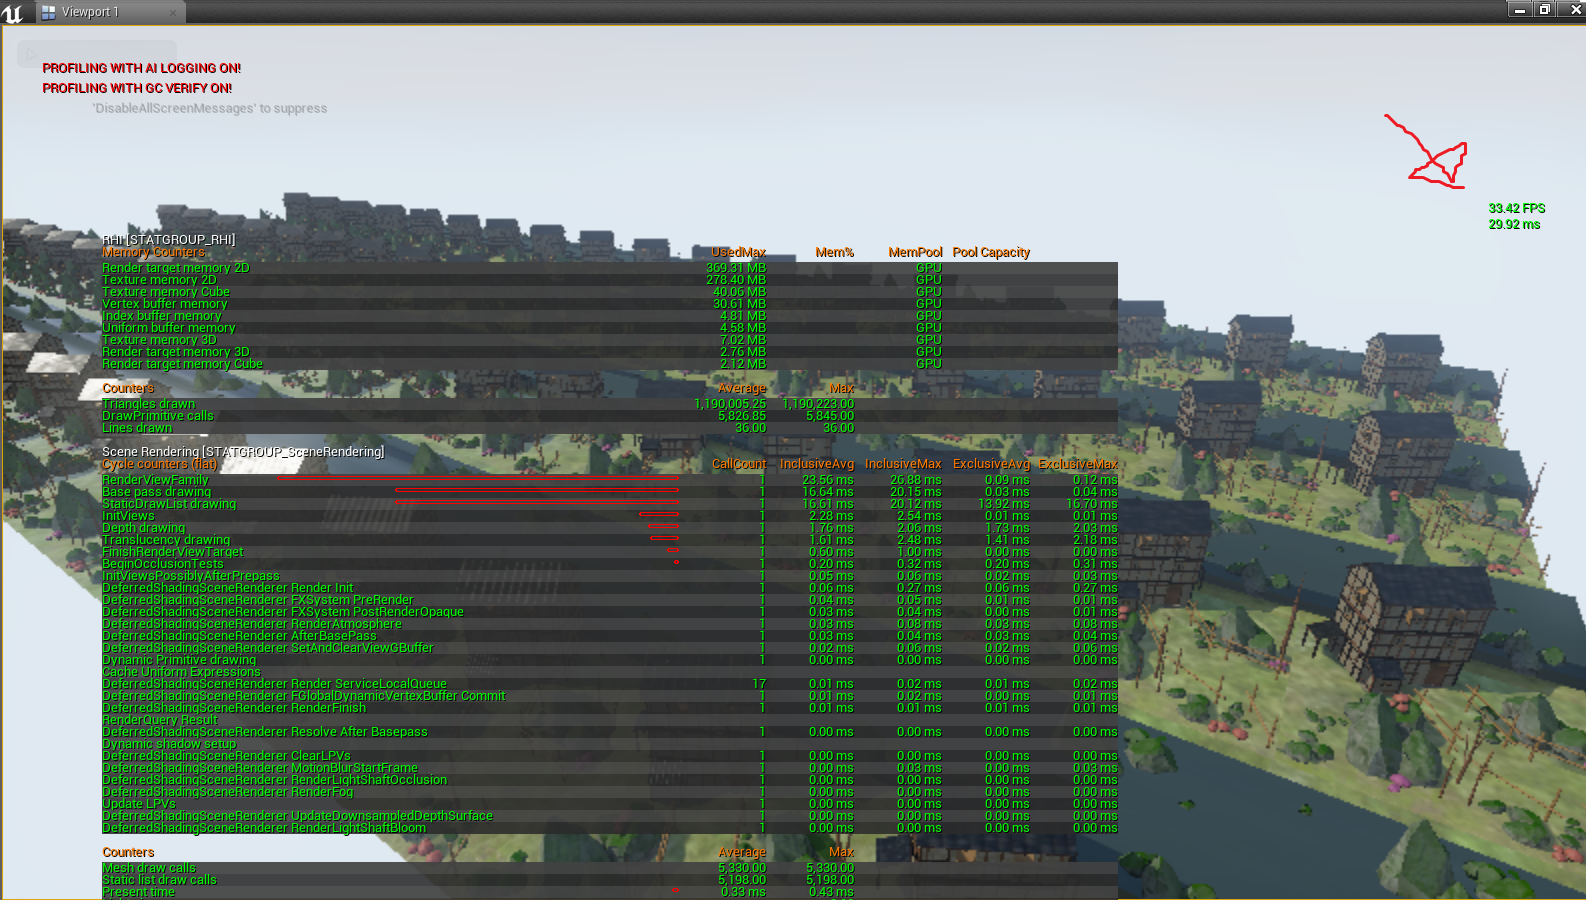 Viewport 1
PROFILING WITH AI LOGGING ON!
PROFILING WITH GC VERIFY ON!
'DisableAllScreenMessages' to suppress
33.42 FPS
29.92 ms
RHI [STATGROUP_RHI]
Memory Counters UsedMax Mem% MemPool Pool Capacity
Render target memory 2D 369.31 MB GPU
Texture memory 2D 278.40 MB GPU
Texture memory Cube 40.06 MB GPU
Vertex buffer memory 30.61 MB GPU
Index buffer memory 4.81 MB GPU
Uniform buffer memory 4.58 MB GPU
Texture memory 3D 7.02 MB GPU
Render target memory 3D 2.76 MB GPU
Render target memory Cube 2.12 MB GPU
Counters Average Max
Triangles drawn 1,190,005.25 1,190,223.00
DrawPrimitive calls 5,826.85 5,845.00
Lines drawn 36.00 36.00
Scene Rendering [STATGROUP_SceneRendering]
Cycle counters (flat) CallCount InclusiveAvg InclusiveMax ExclusiveAvg ExclusiveMax
RenderViewFamily 1 23.56 ms 26.88 ms 0.09 ms 0.12 ms
Base pass drawing 1 16.64 ms 20.15 ms 0.03 ms 0.04 ms
StaticDrawList drawing 1 16.61 ms 20.12 ms 13.92 ms 16.70 ms
InitViews 1 2.28 ms 2.54 ms 0.01 ms 0.01 ms
Depth drawing 1 1.76 ms 2.06 ms 1.73 ms 2.03 ms
Translucency drawing 1 1.61 ms 2.48 ms 1.41 ms 2.18 ms
FinishRenderViewTarget 1 0.60 ms 1.00 ms 0.00 ms 0.00 ms
BeginOcclusionTests 1 0.20 ms 0.32 ms 0.20 ms 0.31 ms
InitViewsPossiblyAfterPrepass 1 0.05 ms 0.06 ms 0.02 ms 0.03 ms
DeferredShadingSceneRenderer Render Init 1 0.06 ms 0.27 ms 0.06 ms 0.27 ms
DeferredShadingSceneRenderer FXSystem PreRender 1 0.04 ms 0.05 ms 0.01 ms 0.01 ms
DeferredShadingSceneRenderer FXSystem PostRenderOpaque 1 0.03 ms 0.04 ms 0.00 ms 0.01 ms
DeferredShadingSceneRenderer RenderAtmosphere 1 0.03 ms 0.08 ms 0.03 ms 0.08 ms
DeferredShadingSceneRenderer AfterBasePass 1 0.03 ms 0.04 ms 0.03 ms 0.04 ms
DeferredShadingSceneRenderer SetAndClearViewGBuffer 1 0.02 ms 0.06 ms 0.02 ms 0.06 ms
Dynamic Primitive drawing 1 0.00 ms 0.00 ms 0.00 ms 0.00 ms
Cache Uniform Expressions
DeferredShadingSceneRenderer Render ServiceLocalQueue 17 0.01 ms 0.02 ms 0.01 ms 0.02 ms
DeferredShadingSceneRenderer FGlobalDynamicVertexBuffer Commit 1 0.01 ms 0.02 ms 0.00 ms 0.01 ms
DeferredShadingSceneRenderer RenderFinish 1 0.01 ms 0.01 ms 0.01 ms 0.01 ms
RenderQuery Result
DeferredShadingSceneRenderer Resolve After Basepass 1 0.00 ms 0.00 ms 0.00 ms 0.00 ms
Dynamic shadow setup
DeferredShadingSceneRenderer ClearLPVs 1 0.00 ms 0.00 ms 0.00 ms 0.00 ms
DeferredShadingSceneRenderer MotionBlurStartFrame 1 0.00 ms 0.03 ms 0.00 ms 0.03 ms
DeferredShadingSceneRenderer RenderLightShaftOcclusion 1 0.00 ms 0.00 ms 0.00 ms 0.00 ms
DeferredShadingSceneRenderer RenderFog 1 0.00 ms 0.00 ms 0.00 ms 0.00 ms
Update LPVs 1 0.00 ms 0.00 ms 0.00 ms 0.00 ms
DeferredShadingSceneRenderer UpdateDownsampledDepthSurface 1 0.00 ms 0.00 ms 0.00 ms 0.00 ms
DeferredShadingSceneRenderer RenderLightShaftBloom 1 0.00 ms 0.00 ms 0.00 ms 0.00 ms
Counters Average Max
Mesh draw calls 5,330.00 5,330.00
Static list draw calls 5,198.00 5,198.00
Present time 0.33 ms 0.43 ms